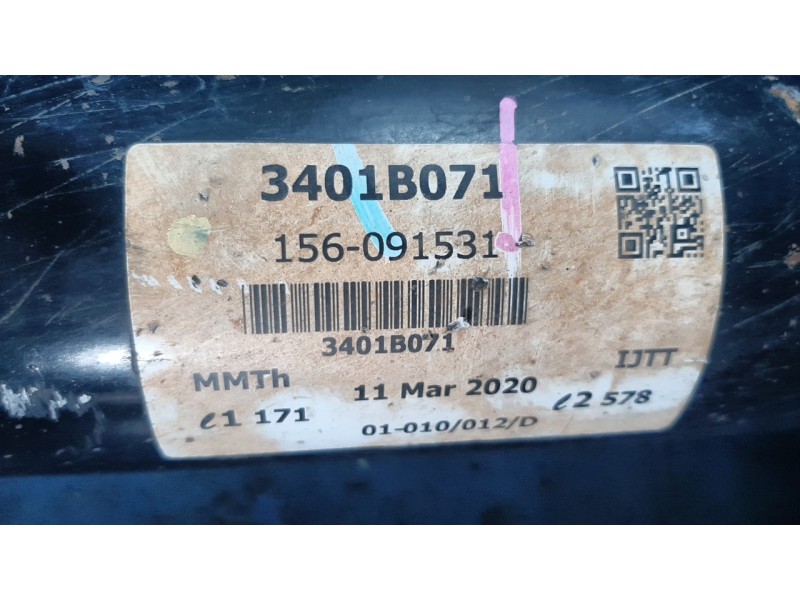 3401B071
156-091531
3401B071
MMTh 11 Mar 2020 IJTT
ℓ1 171 01-010/012/D ℓ2 578